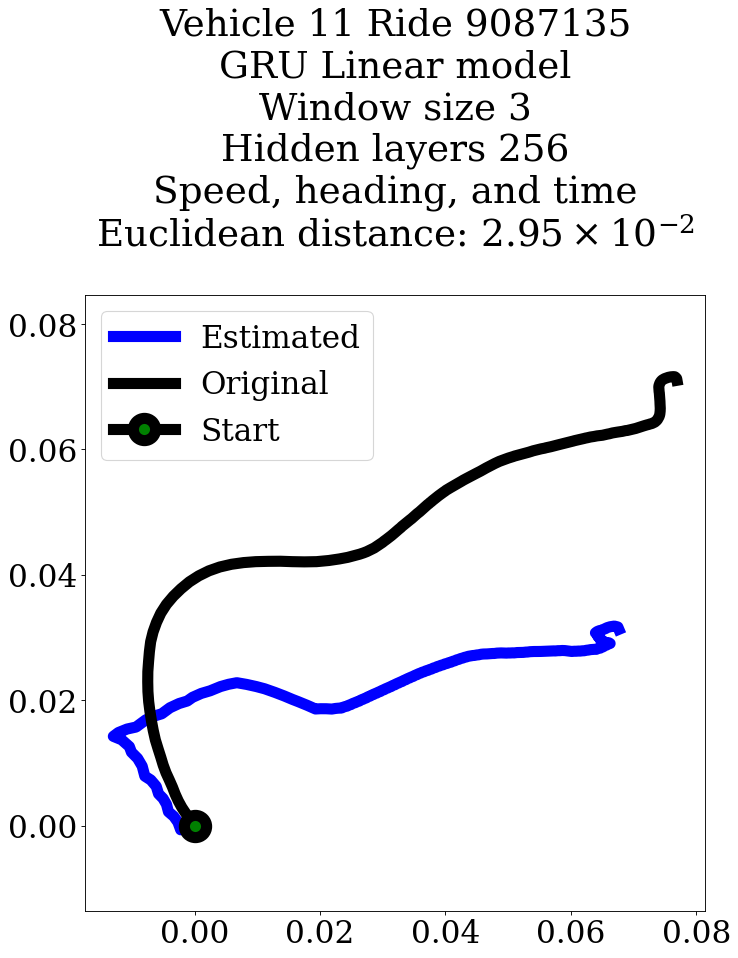 Vehicle 11 Ride 9087135
GRU Linear model
Window size 3
Hidden layers 256
Speed, heading, and time
Euclidean distance: 2.95 × 10⁻²
Estimated
Original
Start
0.08
0.06
0.04
0.02
0.00
0.00 0.02 0.04 0.06 0.08